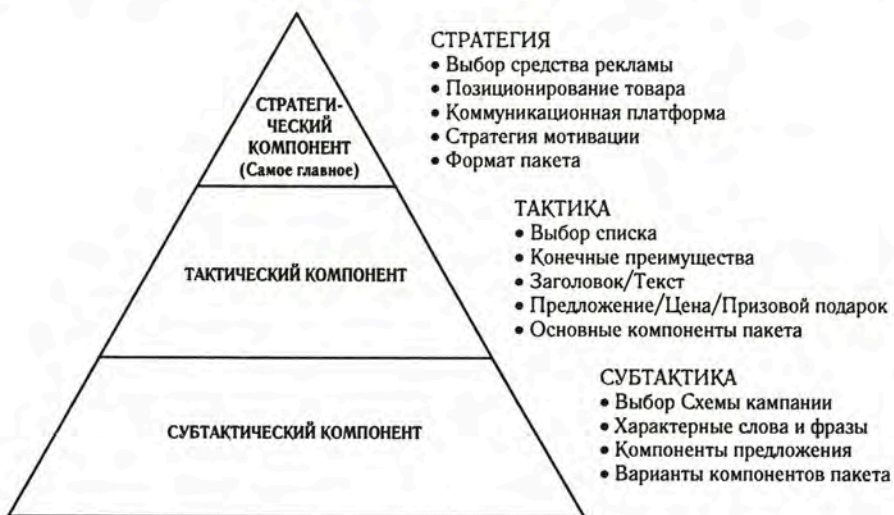 СТРАТЕГИ-
ЧЕСКИЙ
КОМПОНЕНТ
(Самое главное)
СТРАТЕГИЯ
• Выбор средства рекламы
• Позиционирование товара
• Коммуникационная платформа
• Стратегия мотивации
• Формат пакета
ТАКТИЧЕСКИЙ КОМПОНЕНТ
ТАКТИКА
• Выбор списка
• Конечные преимущества
• Заголовок/Текст
• Предложение/Цена/Призовой подарок
• Основные компоненты пакета
СУБТАКТИЧЕСКИЙ КОМПОНЕНТ
СУБТАКТИКА
• Выбор Схемы кампании
• Характерные слова и фразы
• Компоненты предложения
• Варианты компонентов пакета